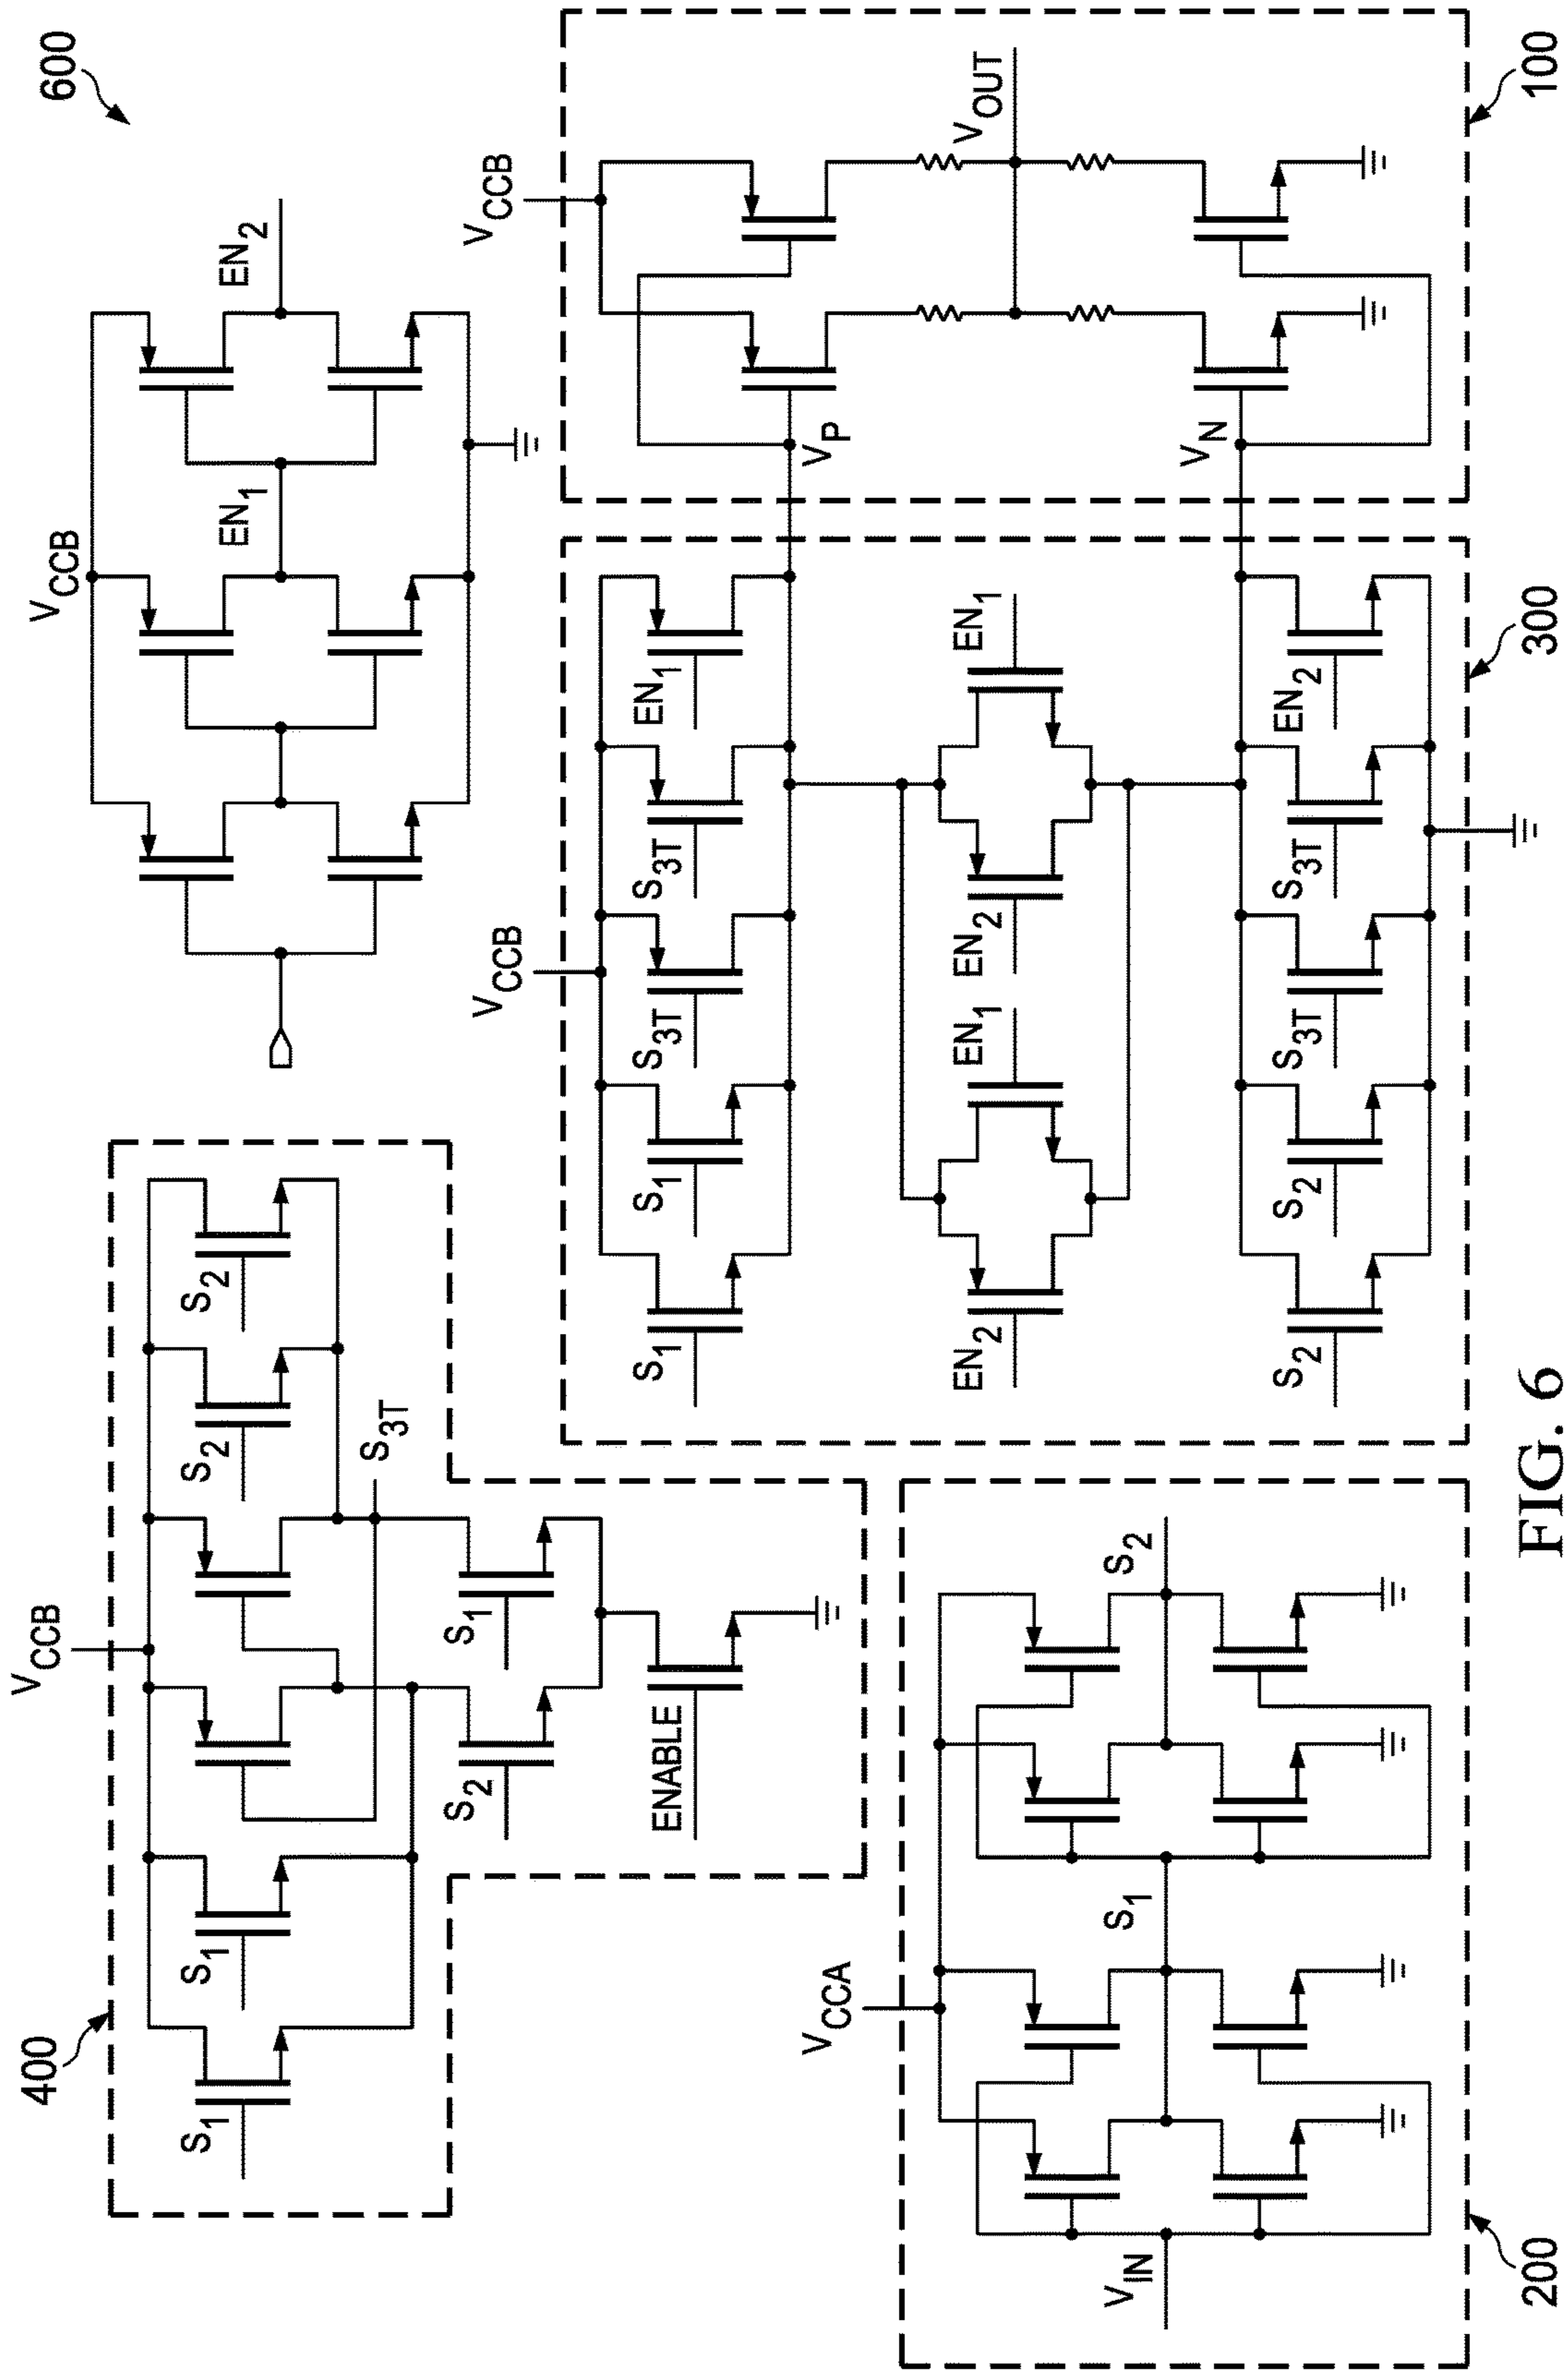 600
400
V_CCB
S_1
S_1
S_2
S_2
S_3T
S_2
S_1
ENABLE
V_CCB
EN_1
EN_2
200
V_CCA
V_IN
S_1
S_2
300
V_CCB
S_1
S_1
S_3T
S_3T
EN_1
EN_2
EN_1
EN_2
EN_1
S_2
S_2
S_3T
S_3T
EN_2
100
V_CCB
V_P
V_N
V_OUT
FIG. 6